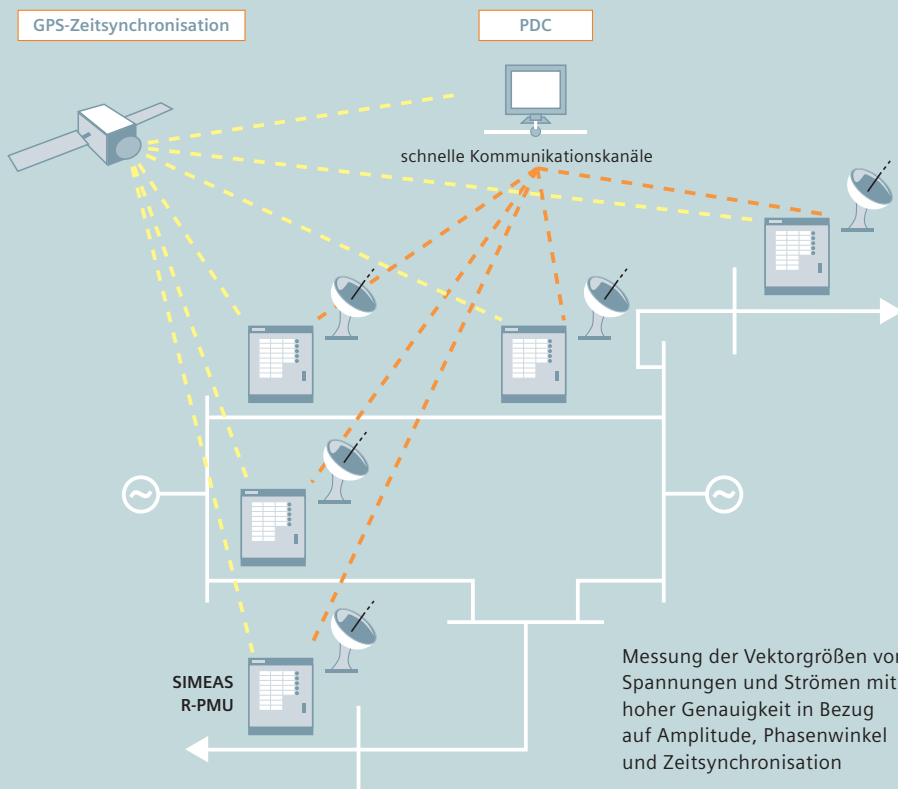 GPS-Zeitsynchronisation
PDC
schnelle Kommunikationskanäle
SIMEAS
R-PMU
Messung der Vektorgrößen von
Spannungen und Strömen mit
hoher Genauigkeit in Bezug
auf Amplitude, Phasenwinkel
und Zeitsynchronisation